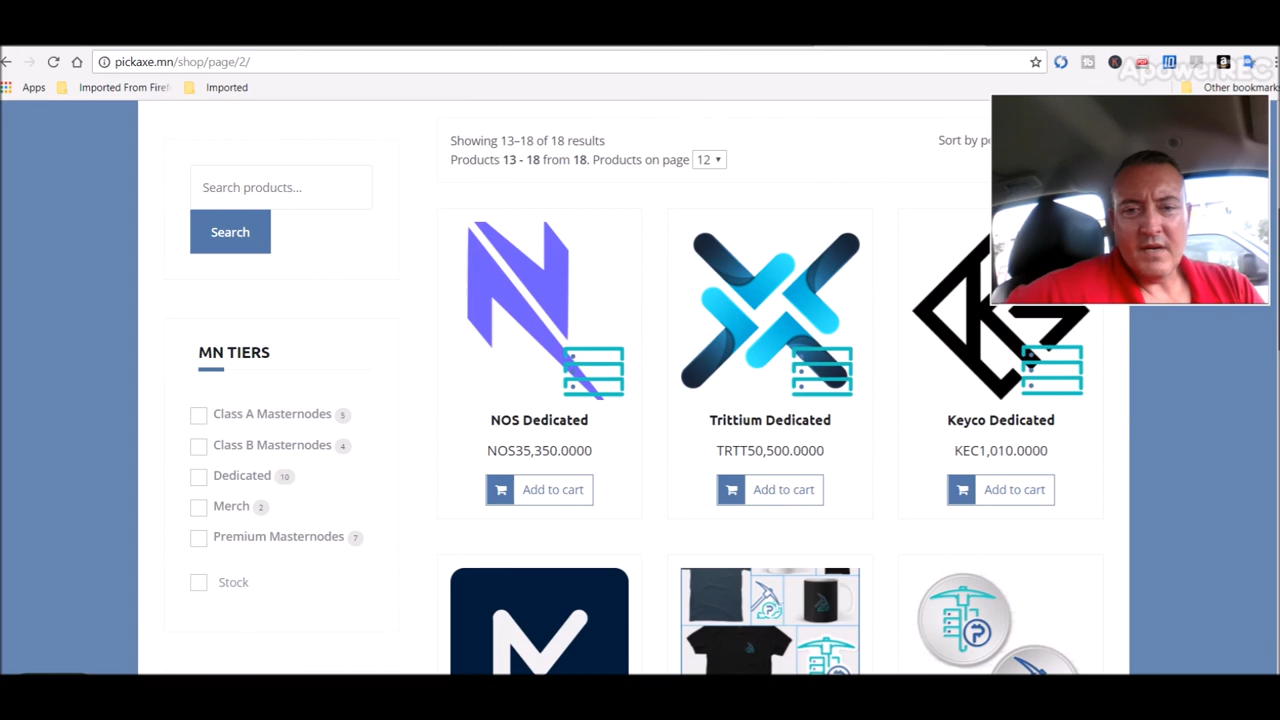 ApowerREC
pickaxe.mn/shop/page/2/
Apps
Imported From Firef
Imported
Other bookmark
Showing 13–18 of 18 results
Products 13 - 18 from 18. Products on page 12
Sort by po
Search products...
Search
MN TIERS
Class A Masternodes 5
Class B Masternodes 4
Dedicated 10
Merch 2
Premium Masternodes 7
Stock
NOS Dedicated
NOS35,350.0000
Add to cart
Trittium Dedicated
TRTT50,500.0000
Add to cart
Keyco Dedicated
KEC1,010.0000
Add to cart